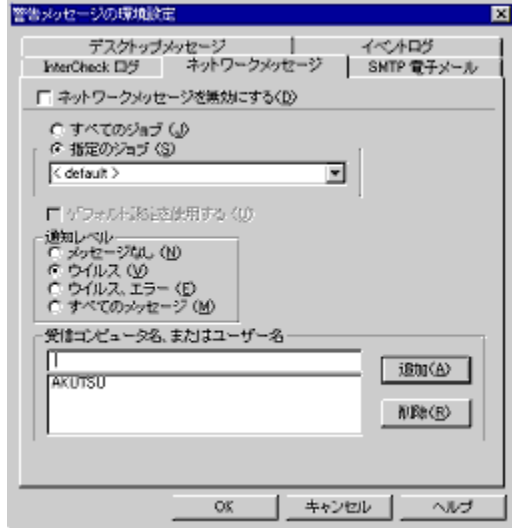 警告メッセージの環境設定
デスクトップメッセージ
イベントログ
InterCheck ログ
ネットワークメッセージ
SMTP 電子メール
ネットワークメッセージを無効にする(D)
すべてのジョブ (J)
指定のジョブ (S)
< default >
デフォルト設定を使用する (U)
通知レベル
メッセージなし (N)
ウイルス (V)
ウイルス、エラー (E)
すべてのメッセージ (M)
受信コンピュータ名、またはユーザー名
追加(A)
AKUTSU
削除(R)
OK
キャンセル
ヘルプ